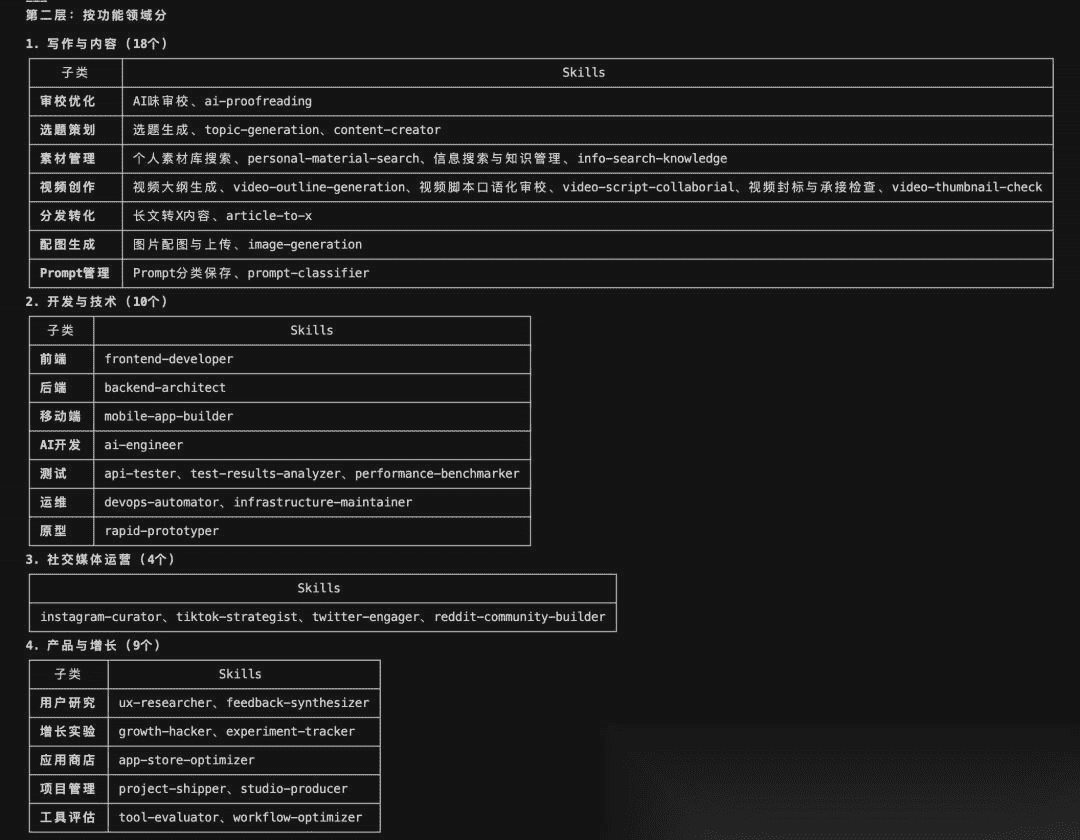 第二层：按功能领域分
1. 写作与内容（18个）
子类 Skills
审校优化 AI味审校、ai-proofreading
选题策划 选题生成、topic-generation、content-creator
素材管理 个人素材库搜索、personal-material-search、信息搜索与知识管理、info-search-knowledge
视频创作 视频大纲生成、video-outline-generation、视频脚本口语化审校、video-script-collaborial、视频封标与承接检查、video-thumbnail-check
分发转化 长文转X内容、article-to-x
配图生成 图片配图与上传、image-generation
Prompt管理 Prompt分类保存、prompt-classifier
2. 开发与技术（10个）
子类 Skills
前端 frontend-developer
后端 backend-architect
移动端 mobile-app-builder
AI开发 ai-engineer
测试 api-tester、test-results-analyzer、performance-benchmarker
运维 devops-automator、infrastructure-maintainer
原型 rapid-prototyper
3. 社交媒体运营（4个）
Skills
instagram-curator、tiktok-strategist、twitter-engager、reddit-community-builder
4. 产品与增长（9个）
子类 Skills
用户研究 ux-researcher、feedback-synthesizer
增长实验 growth-hacker、experiment-tracker
应用商店 app-store-optimizer
项目管理 project-shipper、studio-producer
工具评估 tool-evaluator、workflow-optimizer